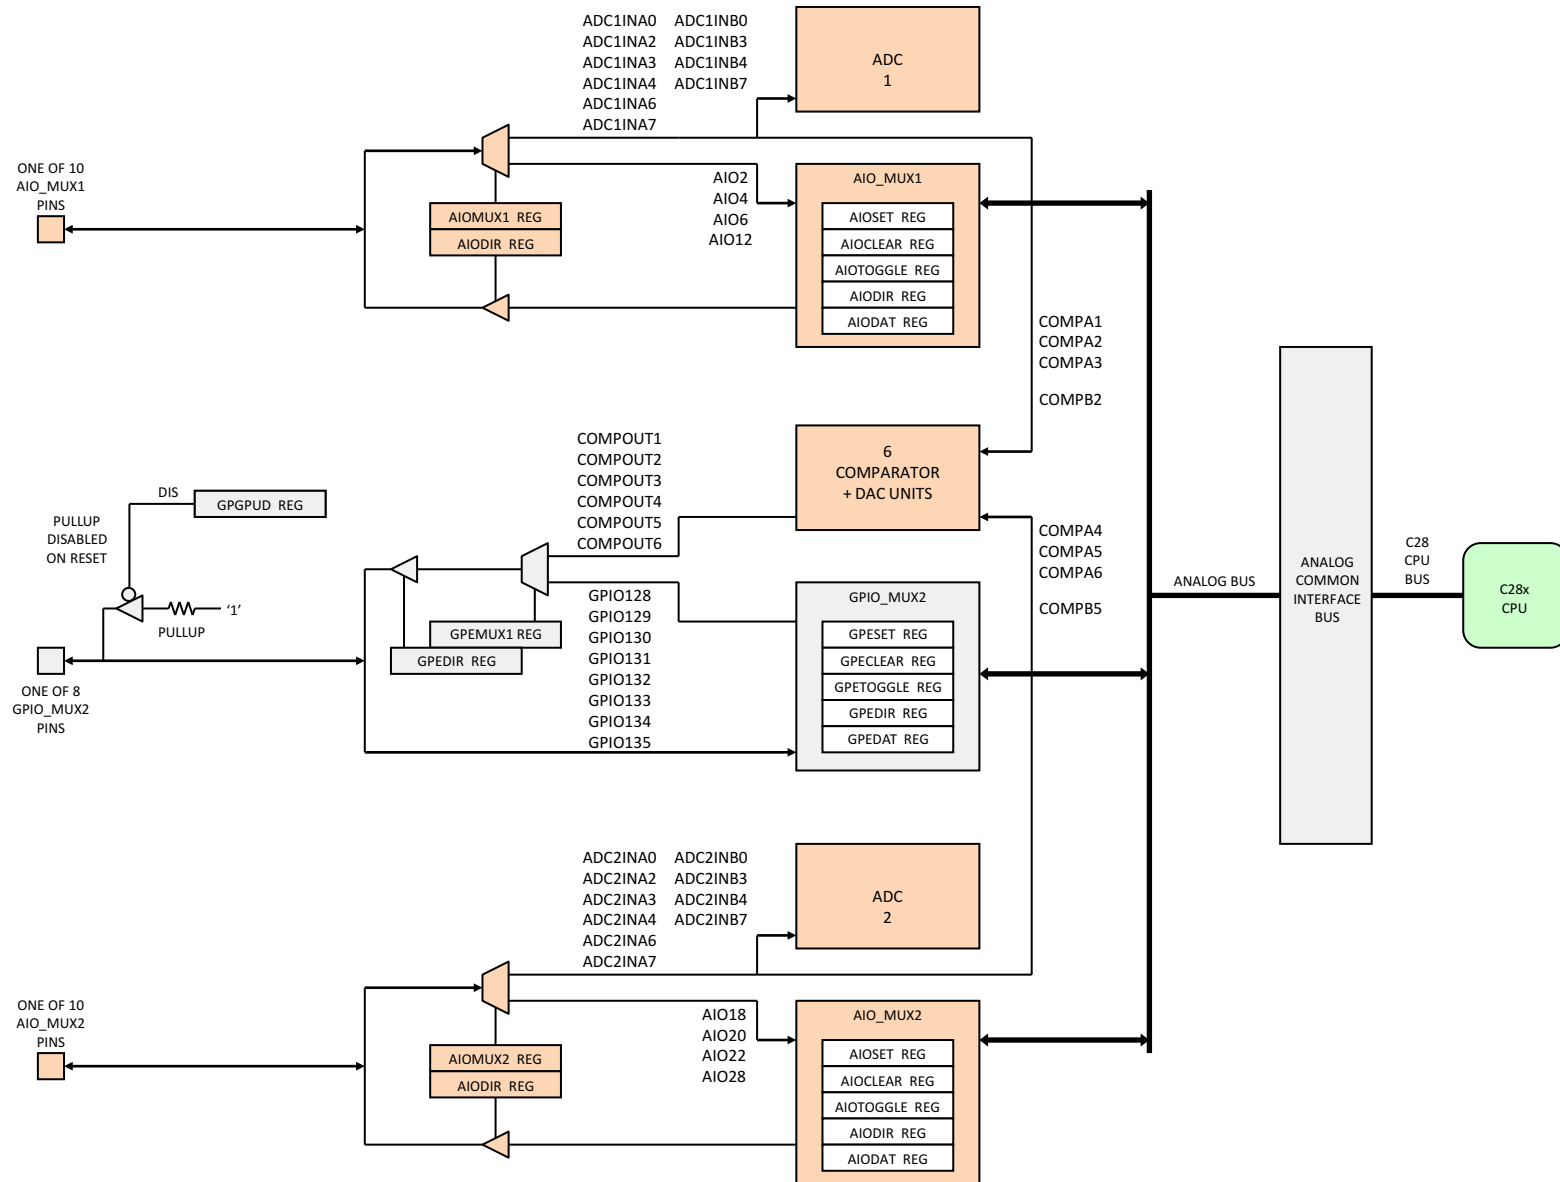 ADC1INA0 ADC1INB0
ADC1INA2 ADC1INB3
ADC1INA3 ADC1INB4
ADC1INA4 ADC1INB7
ADC1INA6
ADC1INA7
ADC
1
ONE OF 10
AIO_MUX1
PINS
AIOMUX1 REG
AIODIR REG
AIO2
AIO4
AIO6
AIO12
AIO_MUX1
AIOSET REG
AIOCLEAR REG
AIOTOGGLE REG
AIODIR REG
AIODAT REG
COMPA1
COMPA2
COMPA3
COMPB2
COMPOUT1
COMPOUT2
COMPOUT3
COMPOUT4
COMPOUT5
COMPOUT6
6
COMPARATOR
+ DAC UNITS
DIS
GPGPUD REG
PULLUP
DISABLED
ON RESET
'1'
PULLUP
ONE OF 8
GPIO_MUX2
PINS
GPEMUX1 REG
GPEDIR REG
GPIO128
GPIO129
GPIO130
GPIO131
GPIO132
GPIO133
GPIO134
GPIO135
GPIO_MUX2
GPESET REG
GPECLEAR REG
GPETOGGLE REG
GPEDIR REG
GPEDAT REG
COMPA4
COMPA5
COMPA6
COMPB5
ANALOG BUS
ANALOG
COMMON
INTERFACE
BUS
C28
CPU
BUS
C28x
CPU
ADC2INA0 ADC2INB0
ADC2INA2 ADC2INB3
ADC2INA3 ADC2INB4
ADC2INA4 ADC2INB7
ADC2INA6
ADC2INA7
ADC
2
ONE OF 10
AIO_MUX2
PINS
AIOMUX2 REG
AIODIR REG
AIO18
AIO20
AIO22
AIO28
AIO_MUX2
AIOSET REG
AIOCLEAR REG
AIOTOGGLE REG
AIODIR REG
AIODAT REG